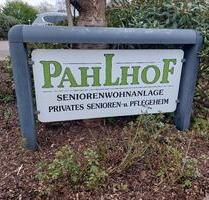 PAHLHOF
SENIORENWOHNANLAGE
PRIVATES SENIOREN- U. PFLEGEHEIM